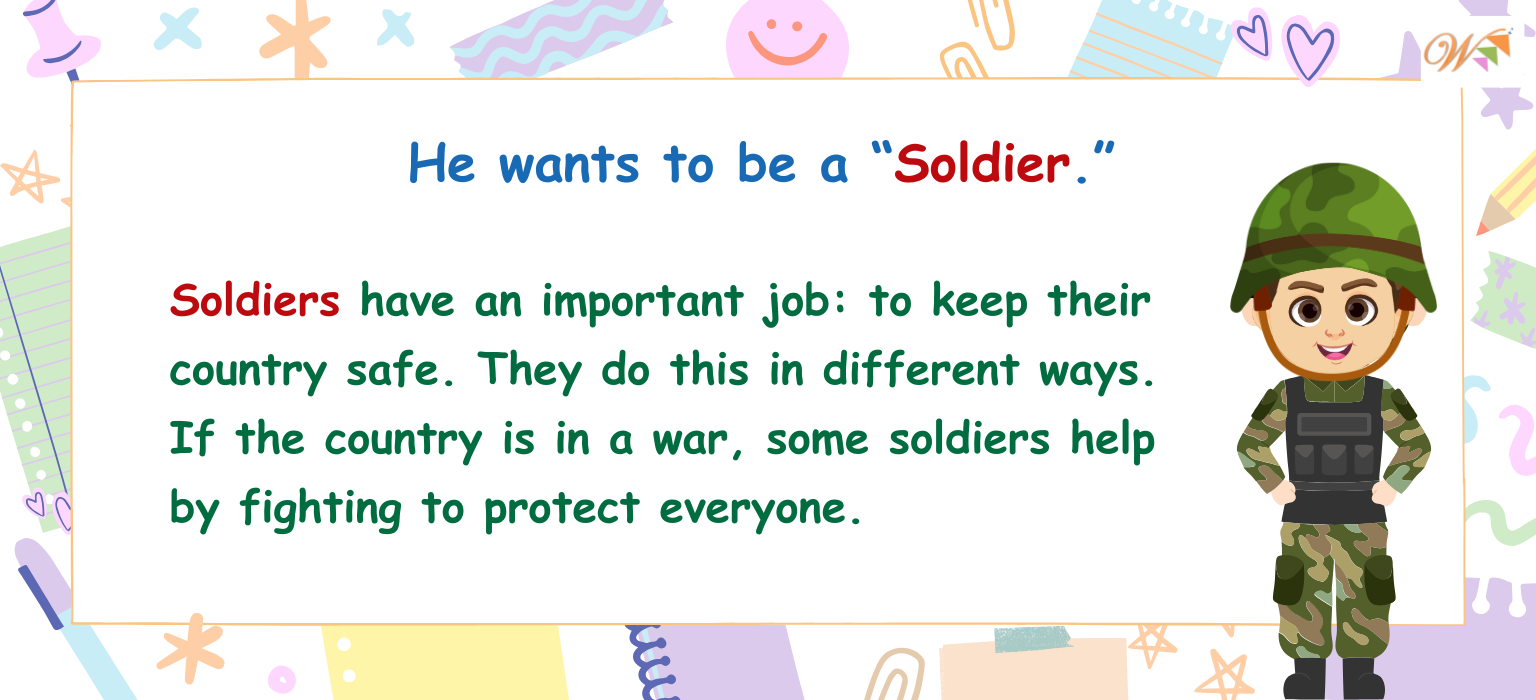 He wants to be a “Soldier.”
Soldiers have an important job: to keep their
country safe. They do this in different ways.
If the country is in a war, some soldiers help
by fighting to protect everyone.
W